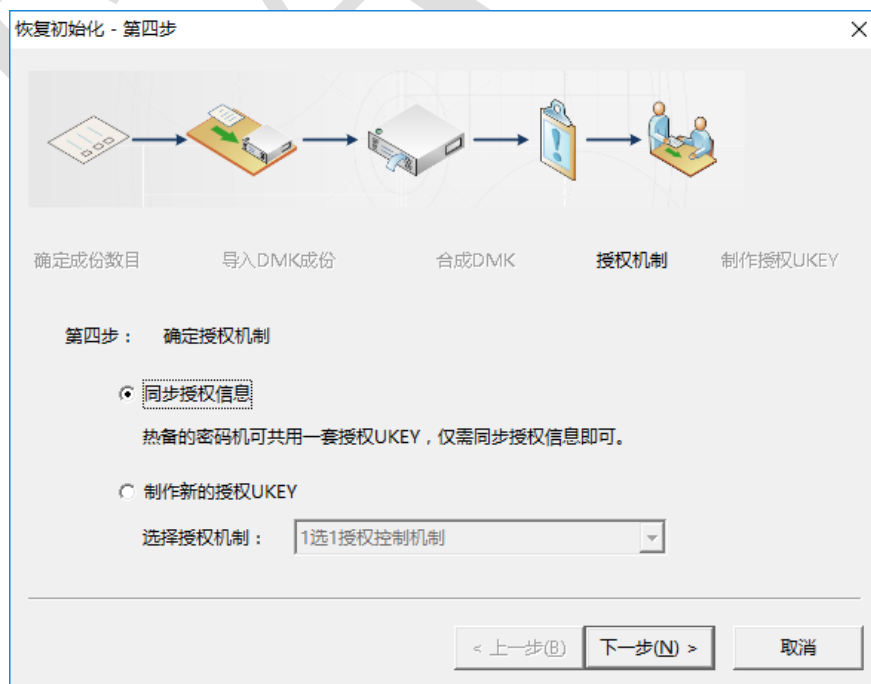 恢复初始化 - 第四步
确定成份数目 导入DMK成份 合成DMK 授权机制 制作授权UKEY
第四步： 确定授权机制
同步授权信息
热备的密码机可共用一套授权UKEY，仅需同步授权信息即可。
制作新的授权UKEY
选择授权机制： 1选1授权控制机制
< 上一步(B) 下一步(N) > 取消